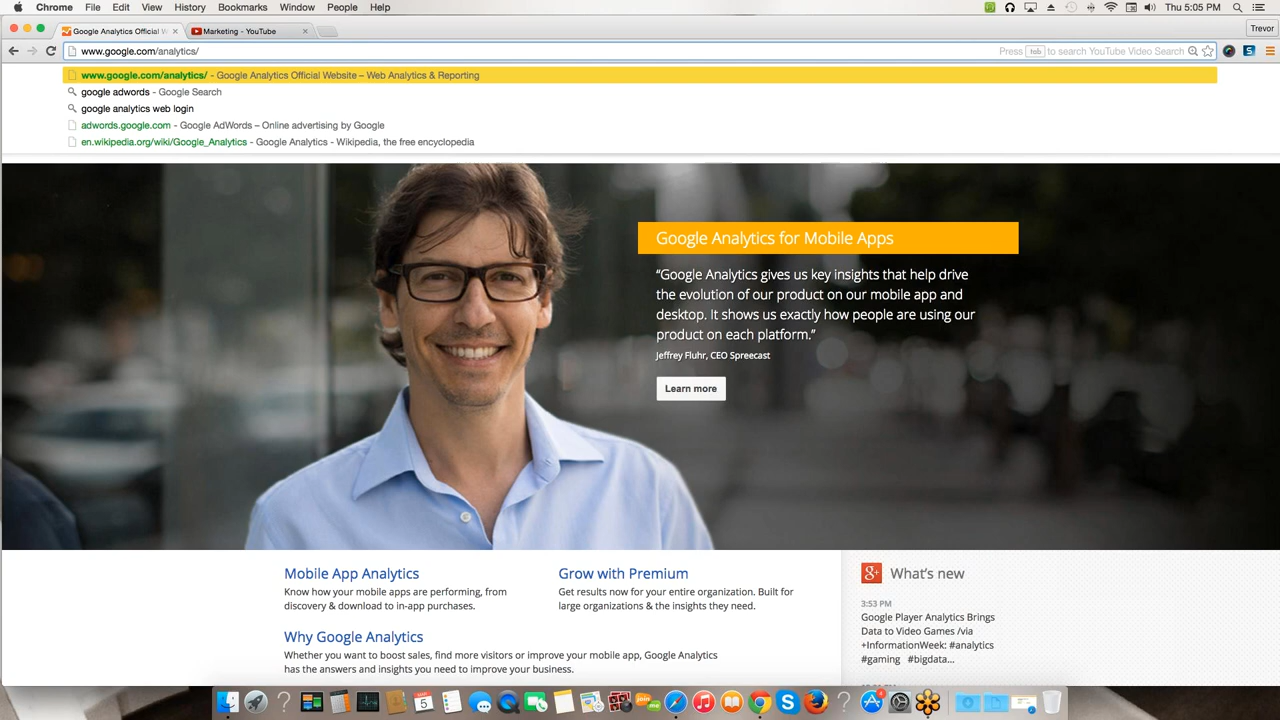 Chrome File Edit View History Bookmarks Window People Help Thu 5:05 PM
Google Analytics Official W Marketing - YouTube Trevor
www.google.com/analytics/ Press tab to search YouTube Video Search
www.google.com/analytics/ - Google Analytics Official Website – Web Analytics & Reporting
google adwords - Google Search
google analytics web login
adwords.google.com - Google AdWords – Online advertising by Google
en.wikipedia.org/wiki/Google_Analytics - Google Analytics - Wikipedia, the free encyclopedia
Google Analytics for Mobile Apps
“Google Analytics gives us key insights that help drive
the evolution of our product on our mobile app and
desktop. It shows us exactly how people are using our
product on each platform.”
Jeffrey Fluhr, CEO Spreecast
Learn more
Mobile App Analytics
Know how your mobile apps are performing, from
discovery & download to in-app purchases.
Grow with Premium
Get results now for your entire organization. Built for
large organizations & the insights they need.
Why Google Analytics
Whether you want to boost sales, find more visitors or improve your mobile app, Google Analytics
has the answers and insights you need to improve your business.
g+ What's new
3:53 PM
Google Player Analytics Brings
Data to Video Games /via
+InformationWeek: #analytics
#gaming #bigdata...
5
join me